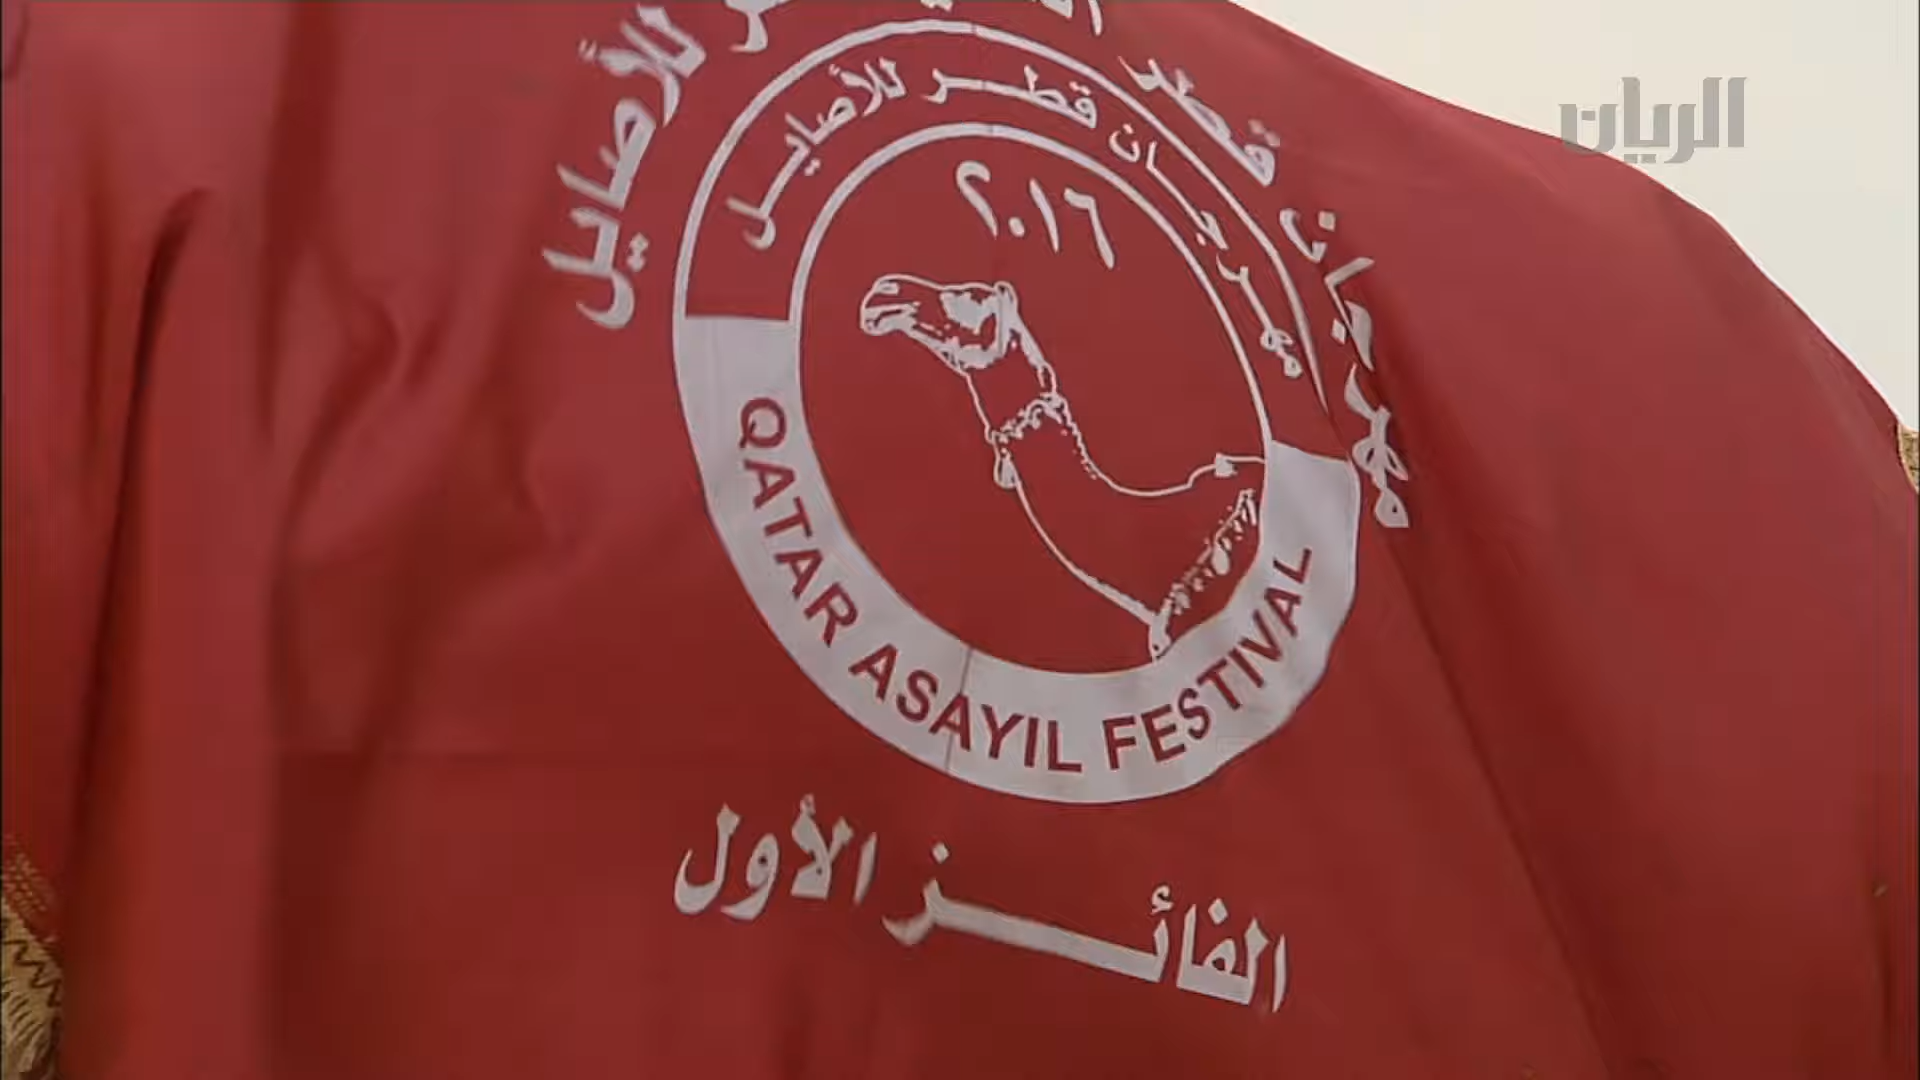 مهرجان قطر للأصايل
الريان
مهرجان قطر للأصايل
٢٠١٦
QATAR ASAYIL FESTIVAL
الفائز الأول